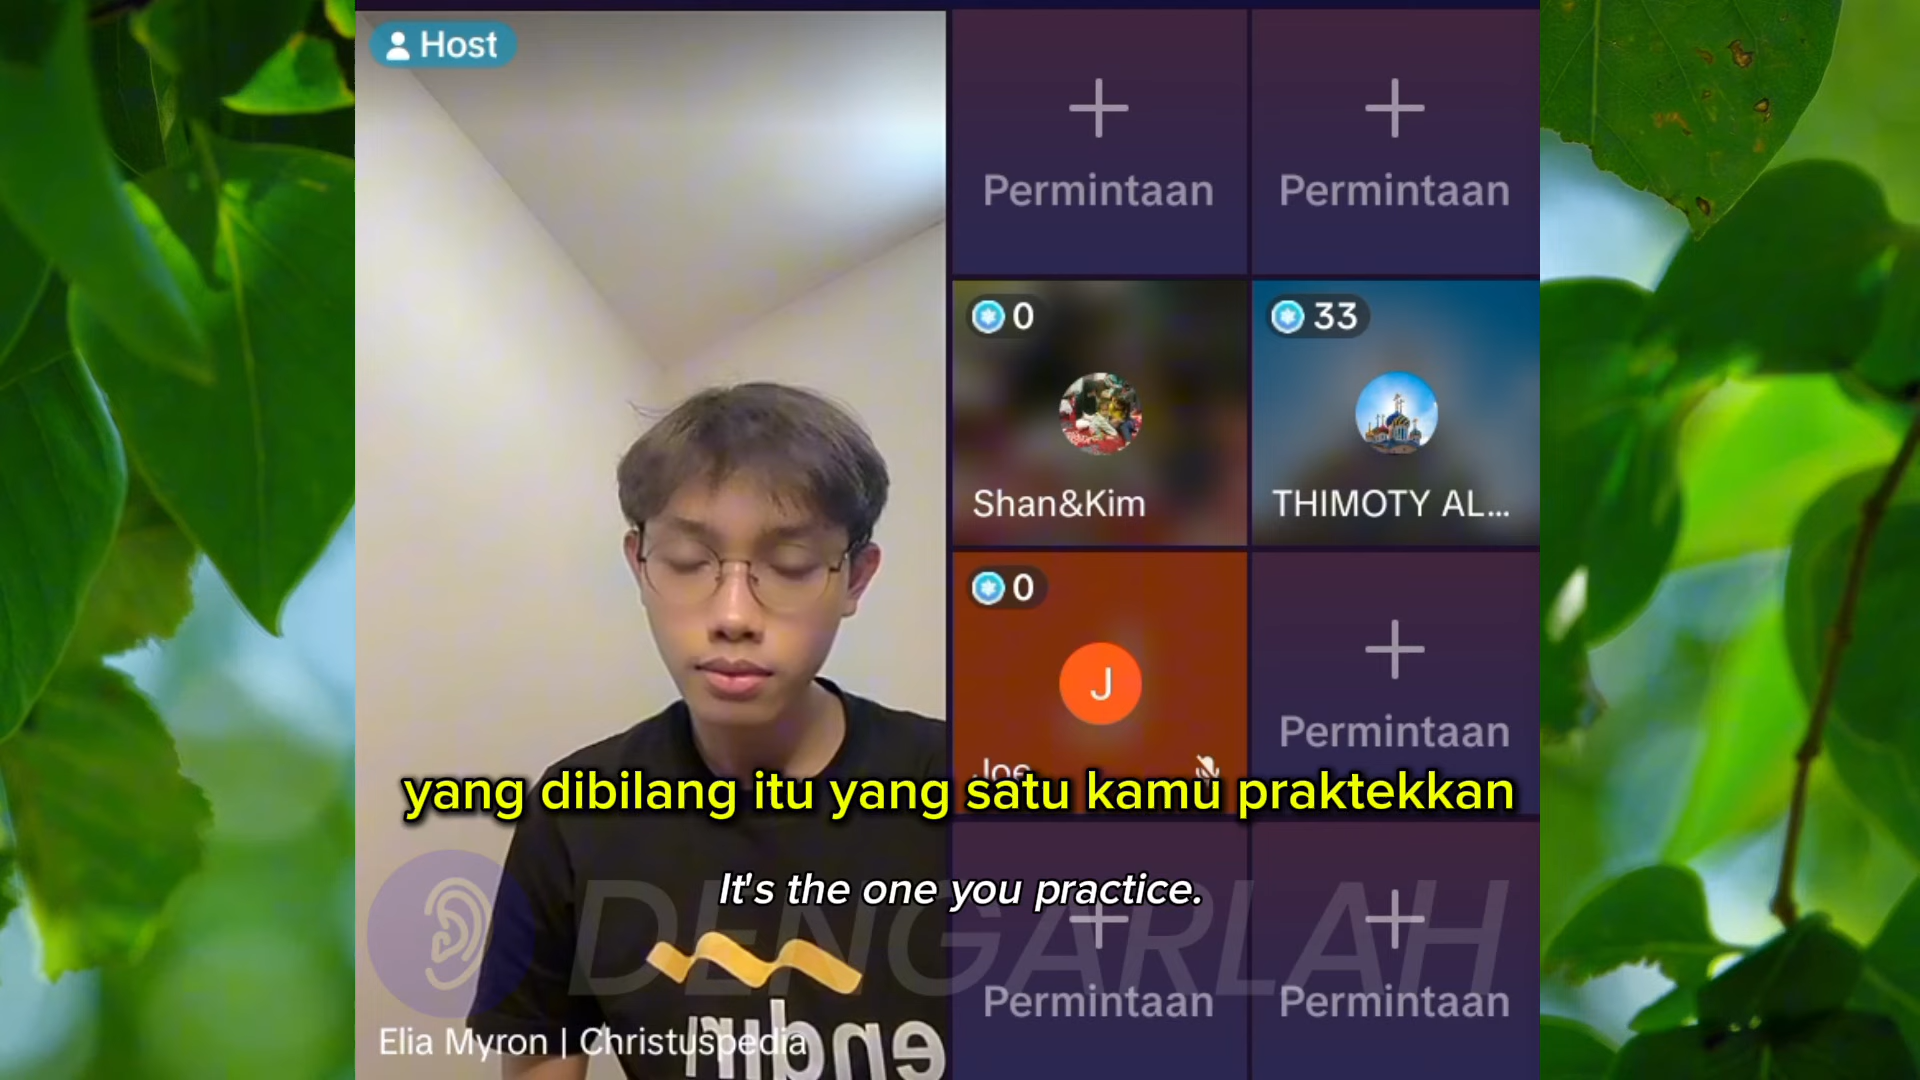 Host
Permintaan
Permintaan
0
33
Shan&Kim
THIMOTY AL...
0
J
Joe
Permintaan
yang dibilang itu yang satu kamu praktekkan
It's the one you practice.
DENGARLAH
Permintaan
Permintaan
Elia Myron | Christuspedia